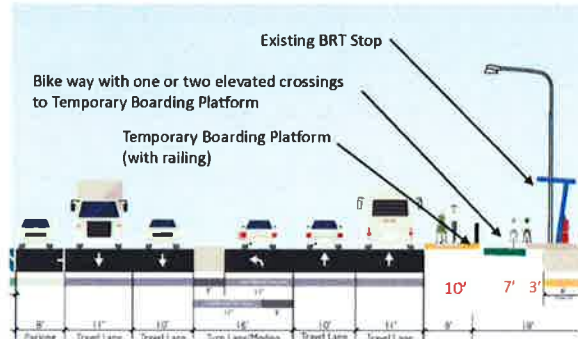 Existing BRT Stop
Bike way with one or two elevated crossings
to Temporary Boarding Platform
Temporary Boarding Platform
(with railing)
10' 7' 3'
8' 11' 10' 16' 10' 11' 18'
Parking Travel Lane Travel Lane Turn Lane/Median Travel Lane Travel Lane